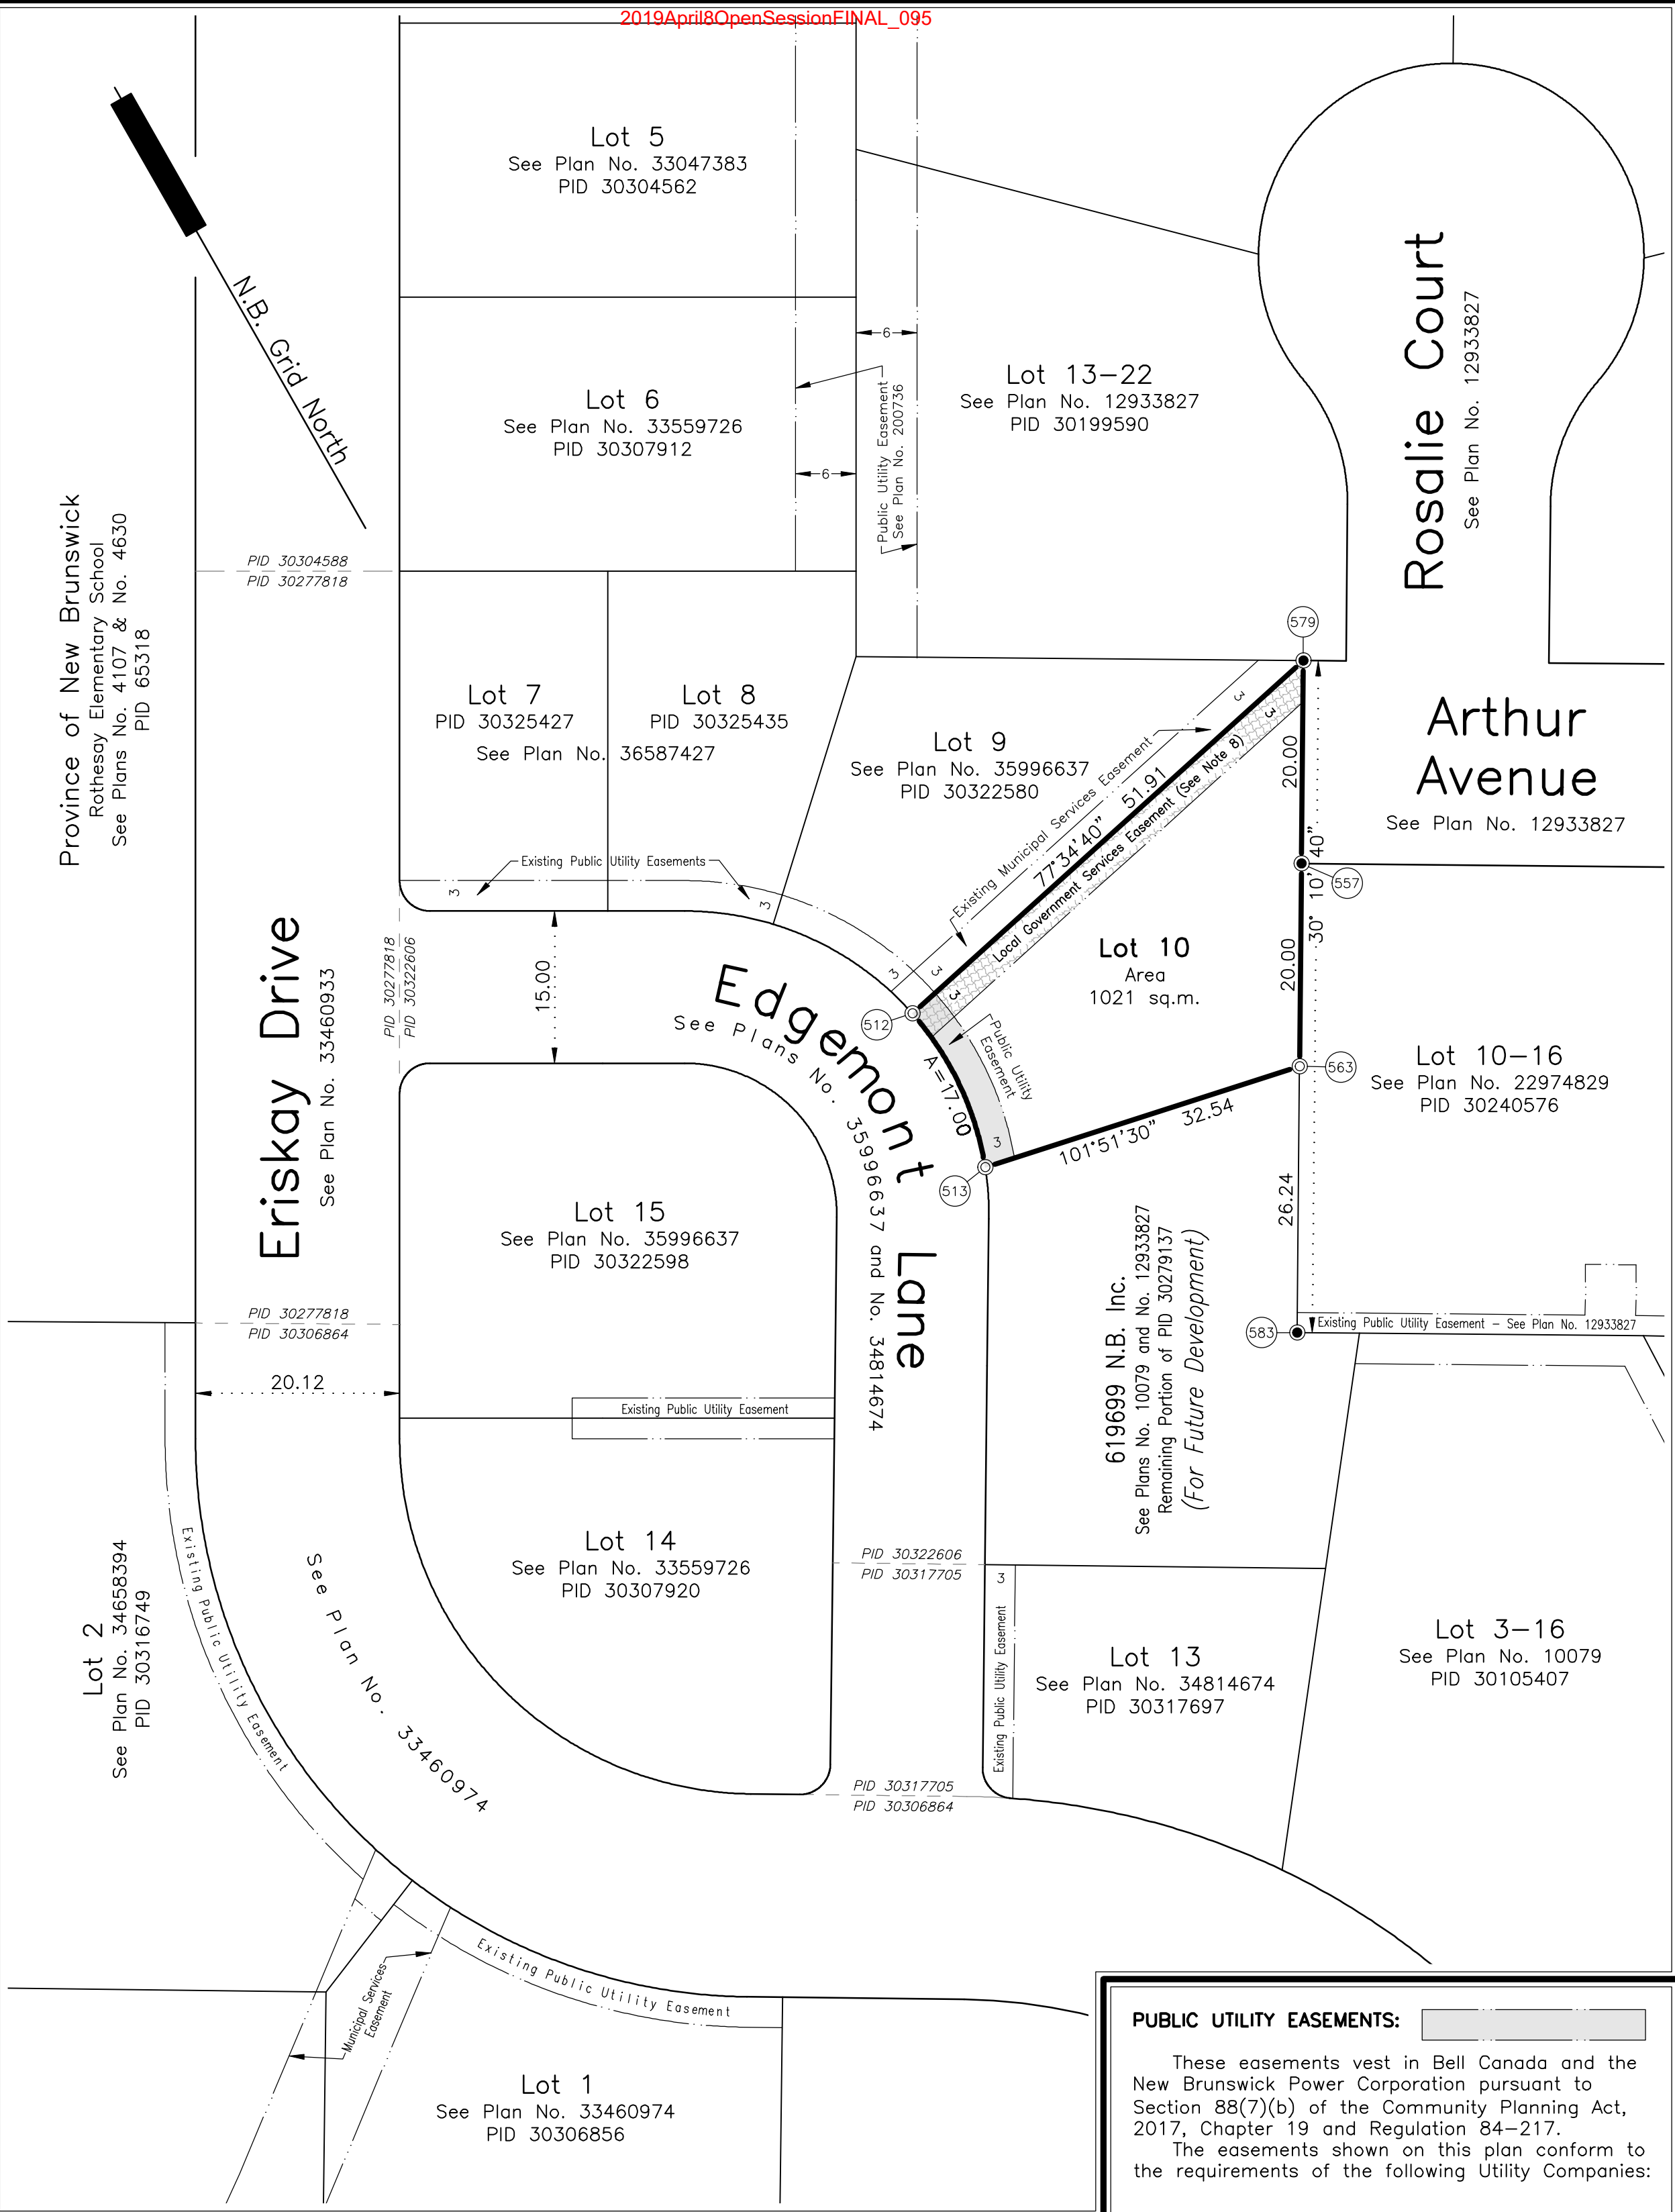 2019April8OpenSessionFINAL_095
Lot 5
See Plan No. 33047383
PID 30304562
N.B. Grid North
Lot 6
See Plan No. 33559726
PID 30307912
6
6
Public Utility Easement
See Plan No. 200736
Lot 13-22
See Plan No. 12933827
PID 30199590
Rosalie Court
See Plan No. 12933827
Province of New Brunswick
Rothesay Elementary School
See Plans No. 4107 & No. 4630
PID 65318
PID 30304588
PID 30277818
579
Lot 7
PID 30325427
Lot 8
PID 30325435
See Plan No. 36587427
Lot 9
See Plan No. 35996637
PID 30322580
Existing Municipal Services Easement
3
3
77°34'40" 51.91
Local Government Services Easement (See Note 8)
20.00
Arthur
Avenue
See Plan No. 12933827
30° 10' 40"
557
Existing Public Utility Easements
3
3
3
3
3
Lot 10
Area
1021 sq.m.
20.00
Eriskay Drive
See Plan No. 33460933
PID 30277818
PID 30322606
15.00
Edgemont Lane
See Plans No. 35996637 and No. 34814674
512
A=17.00
Public Utility
Easement
3
563
Lot 10-16
See Plan No. 22974829
PID 30240576
101°51'30" 32.54
513
26.24
Lot 15
See Plan No. 35996637
PID 30322598
619699 N.B. Inc.
See Plans No. 10079 and No. 12933827
Remaining Portion of PID 30279137
(For Future Development)
PID 30277818
PID 30306864
583
Existing Public Utility Easement - See Plan No. 12933827
20.12
Existing Public Utility Easement
Lot 14
See Plan No. 33559726
PID 30307920
PID 30322606
PID 30317705
3
Existing Public Utility Easement
Lot 13
See Plan No. 34814674
PID 30317697
Lot 3-16
See Plan No. 10079
PID 30105407
Lot 2
See Plan No. 34658394
PID 30316749
Existing Public Utility Easement
See Plan No. 33460974
PID 30317705
PID 30306864
Existing Public Utility Easement
Municipal Services
Easement
Lot 1
See Plan No. 33460974
PID 30306856
PUBLIC UTILITY EASEMENTS:
These easements vest in Bell Canada and the
New Brunswick Power Corporation pursuant to
Section 88(7)(b) of the Community Planning Act,
2017, Chapter 19 and Regulation 84-217.
The easements shown on this plan conform to
the requirements of the following Utility Companies: